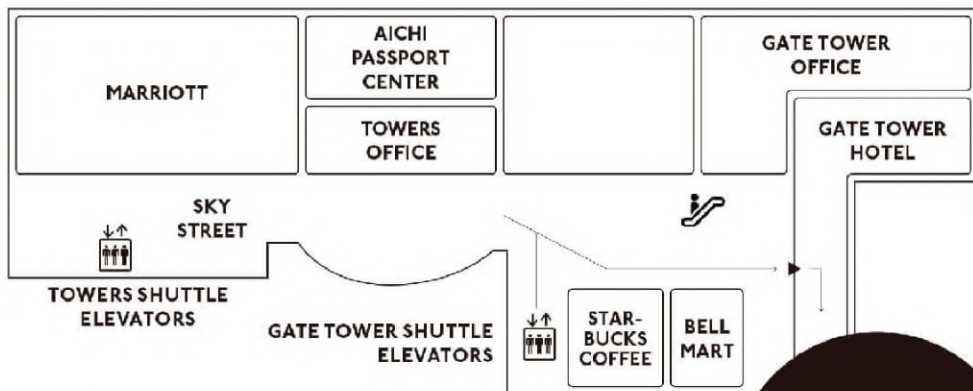 MARRIOTT
AICHI
PASSPORT
CENTER
TOWERS
OFFICE
GATE TOWER
OFFICE
GATE TOWER
HOTEL
SKY
STREET
TOWERS SHUTTLE
ELEVATORS
GATE TOWER SHUTTLE
ELEVATORS
STAR-
BUCKS
COFFEE
BELL
MART